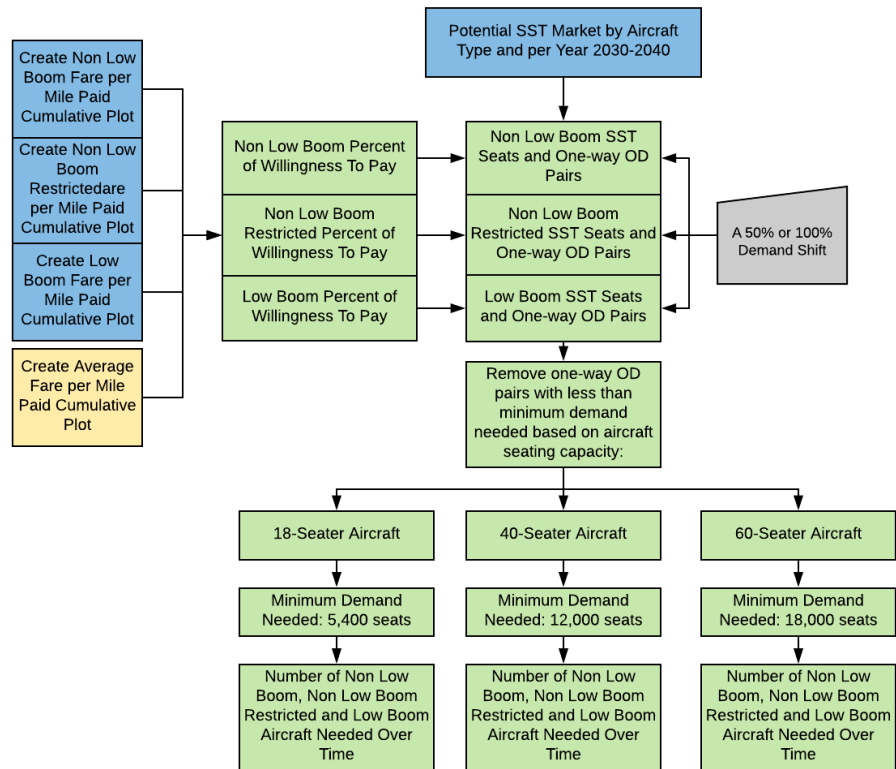 Potential SST Market by Aircraft
Type and per Year 2030-2040
Create Non Low
Boom Fare per
Mile Paid
Cumulative Plot
Create Non Low
Boom
Restrictedare per
Mile Paid
Cumulative Plot
Create Low
Boom Fare per
Mile Paid
Cumulative Plot
Create Average
Fare per Mile
Paid Cumulative
Plot
Non Low Boom Percent
of Willingness To Pay
Non Low Boom
Restricted Percent of
Willingness To Pay
Low Boom Percent of
Willingness To Pay
Non Low Boom SST
Seats and One-way OD
Pairs
Non Low Boom
Restricted SST Seats and
One-way OD Pairs
Low Boom SST Seats
and One-way OD Pairs
A 50% or 100%
Demand Shift
Remove one-way OD
pairs with less than
minimum demand
needed based on aircraft
seating capacity:
18-Seater Aircraft
40-Seater Aircraft
60-Seater Aircraft
Minimum Demand
Needed: 5,400 seats
Minimum Demand
Needed: 12,000 seats
Minimum Demand
Needed: 18,000 seats
Number of Non Low
Boom, Non Low Boom
Restricted and Low Boom
Aircraft Needed Over
Time
Number of Non Low
Boom, Non Low Boom
Restricted and Low Boom
Aircraft Needed Over
Time
Number of Non Low
Boom, Non Low Boom
Restricted and Low Boom
Aircraft Needed Over
Time